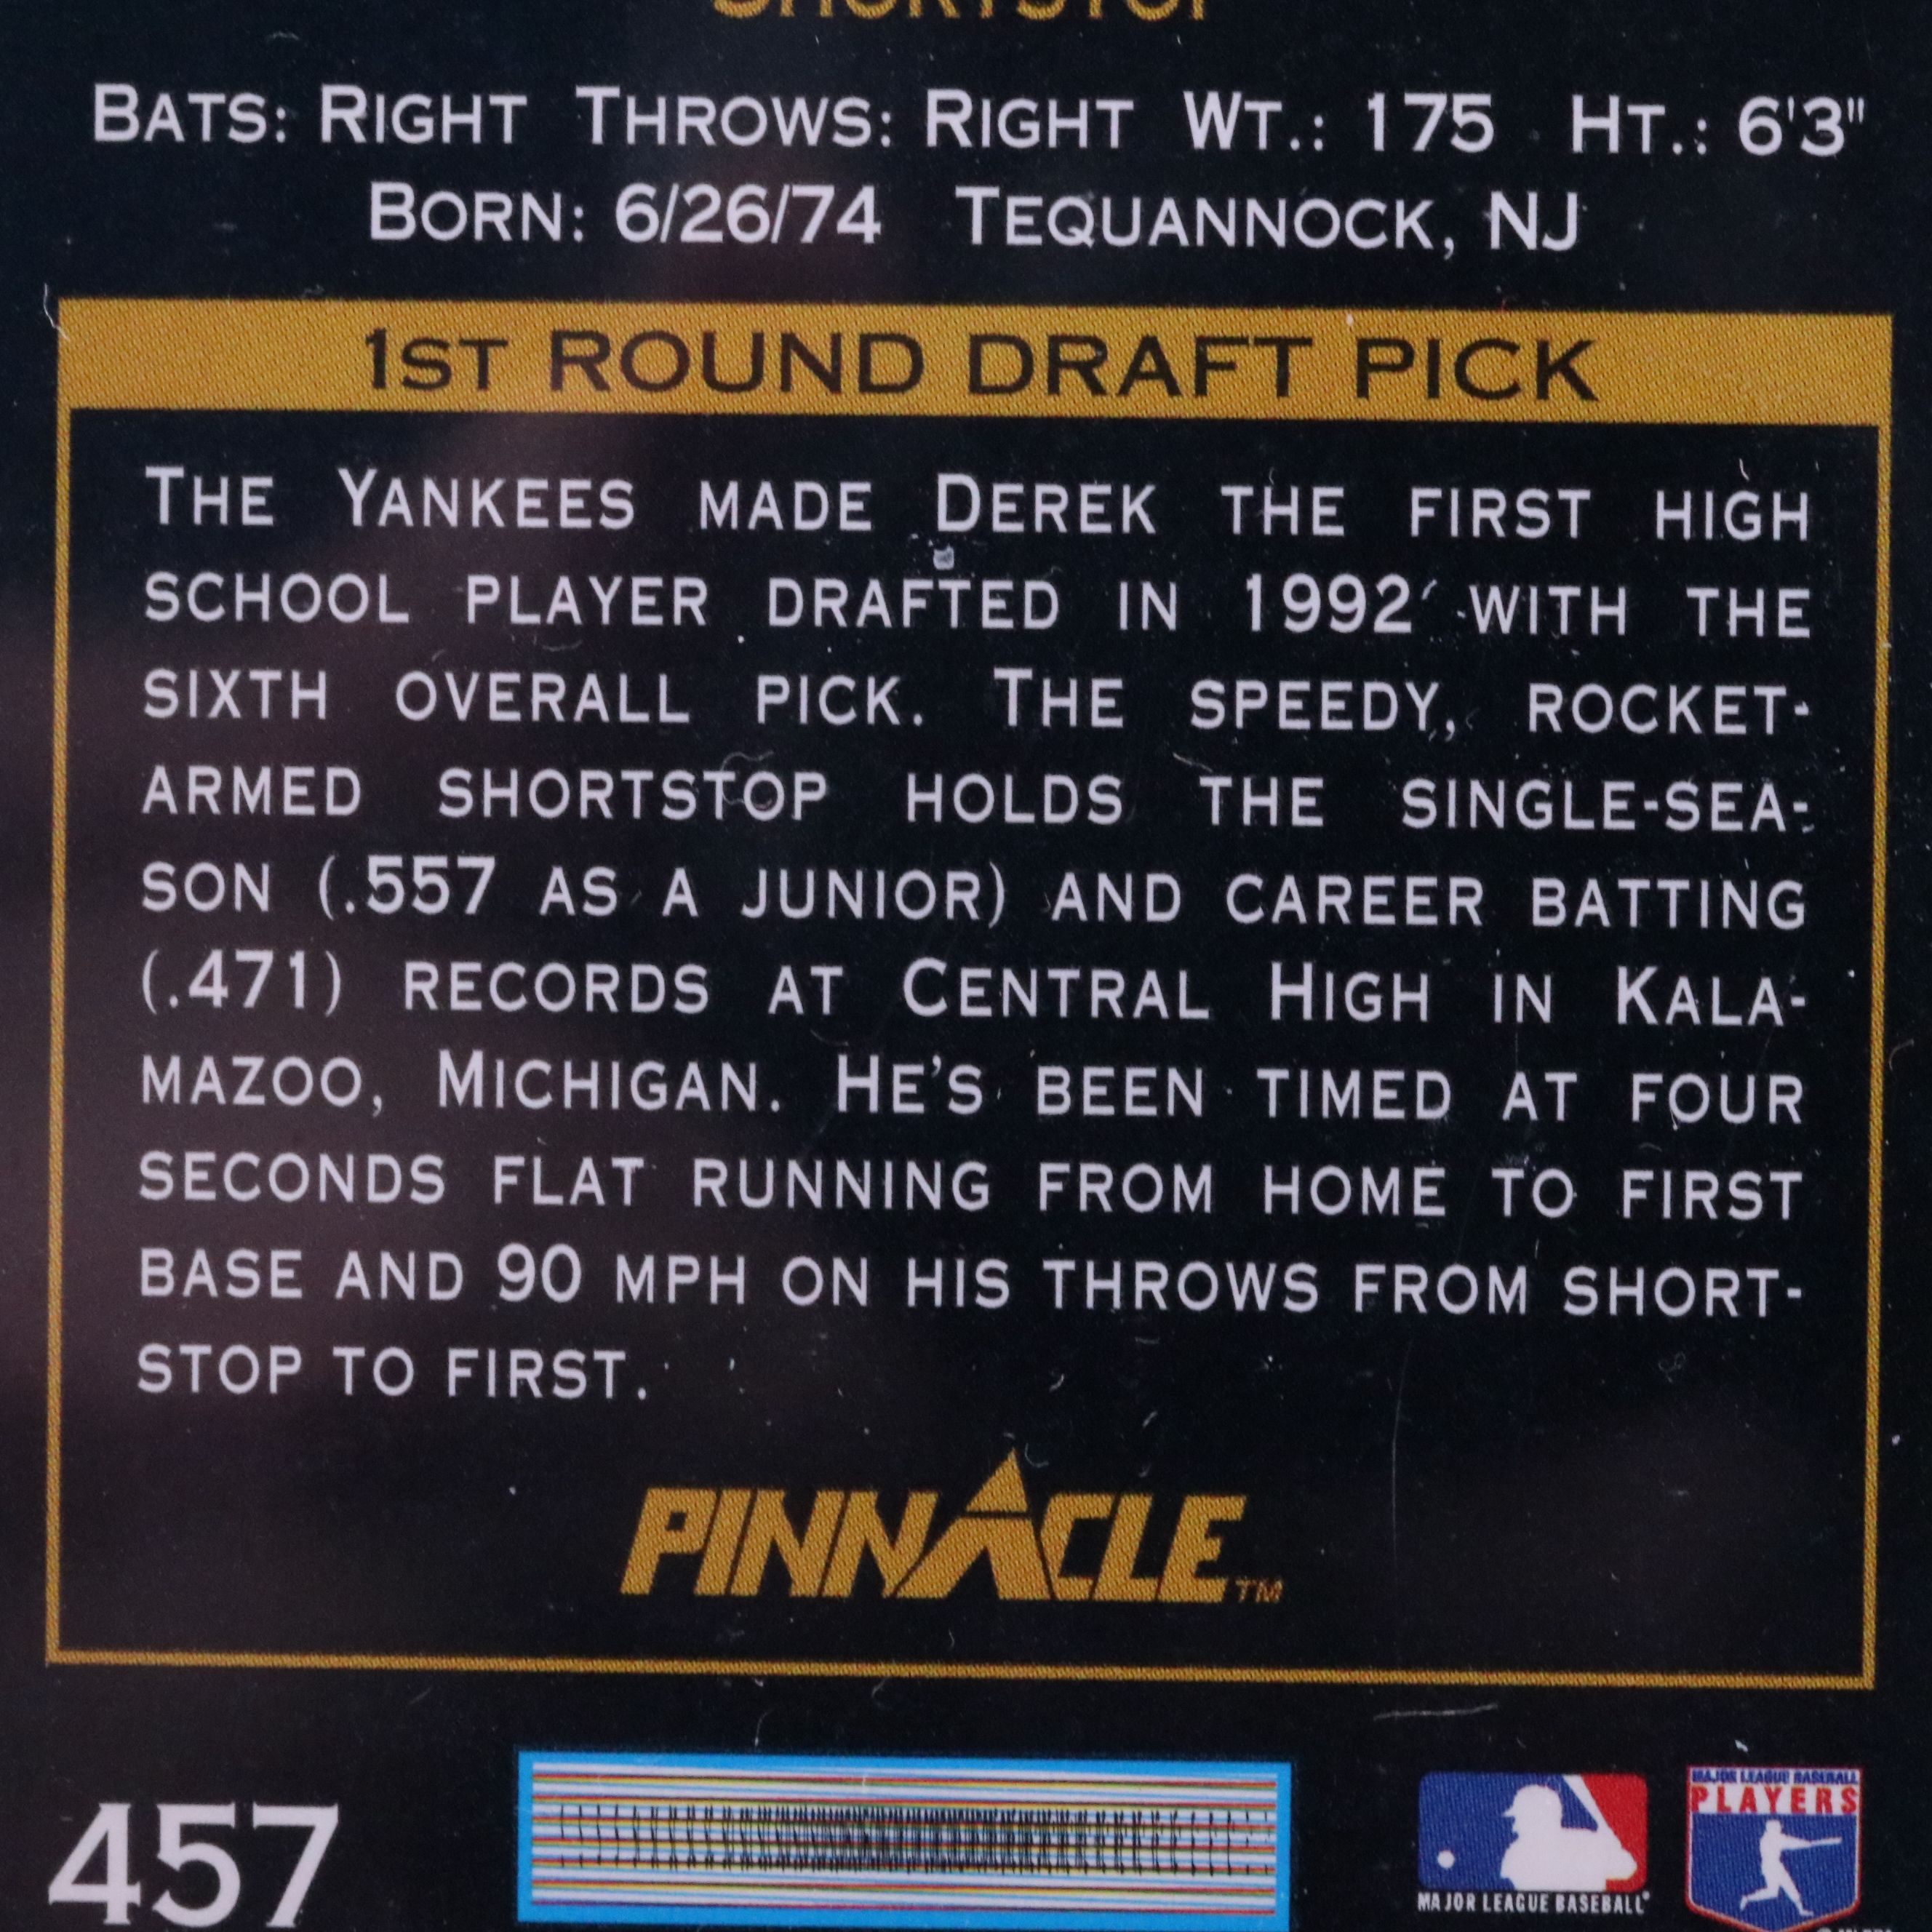 SHORTSTOP
BATS: RIGHT THROWS: RIGHT WT.: 175 HT.: 6'3"
BORN: 6/26/74 TEQUANNOCK, NJ
1ST ROUND DRAFT PICK
THE YANKEES MADE DEREK THE FIRST HIGH
SCHOOL PLAYER DRAFTED IN 1992 WITH THE
SIXTH OVERALL PICK. THE SPEEDY, ROCKET-
ARMED SHORTSTOP HOLDS THE SINGLE-SEA-
SON (.557 AS A JUNIOR) AND CAREER BATTING
(.471) RECORDS AT CENTRAL HIGH IN KALA-
MAZOO, MICHIGAN. HE'S BEEN TIMED AT FOUR
SECONDS FLAT RUNNING FROM HOME TO FIRST
BASE AND 90 MPH ON HIS THROWS FROM SHORT-
STOP TO FIRST.
PINNACLE™
457
MAJOR LEAGUE BASEBALL®
MAJOR LEAGUE BASEBALL
PLAYERS